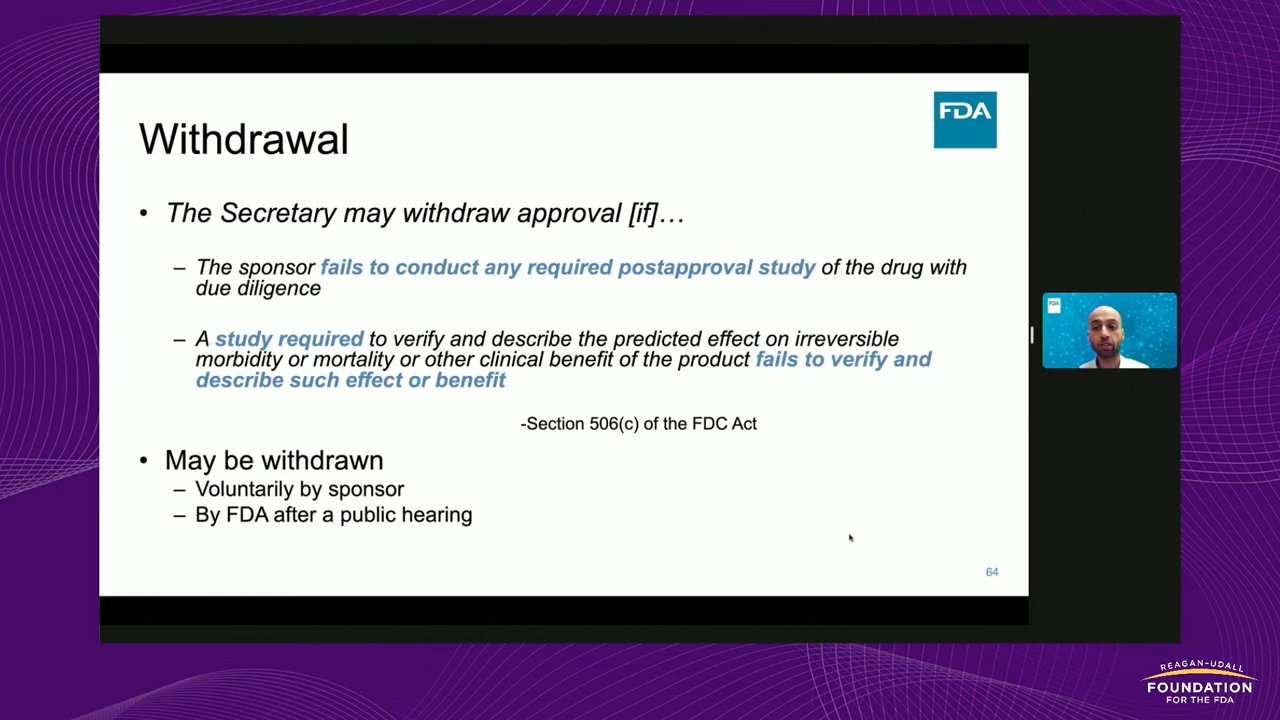 FDA
Withdrawal
• The Secretary may withdraw approval [if]…
– The sponsor fails to conduct any required postapproval study of the drug with
due diligence
– A study required to verify and describe the predicted effect on irreversible
morbidity or mortality or other clinical benefit of the product fails to verify and
describe such effect or benefit
-Section 506(c) of the FDC Act
• May be withdrawn
– Voluntarily by sponsor
– By FDA after a public hearing
64
FDA
REAGAN-UDALL
FOUNDATION
FOR THE FDA